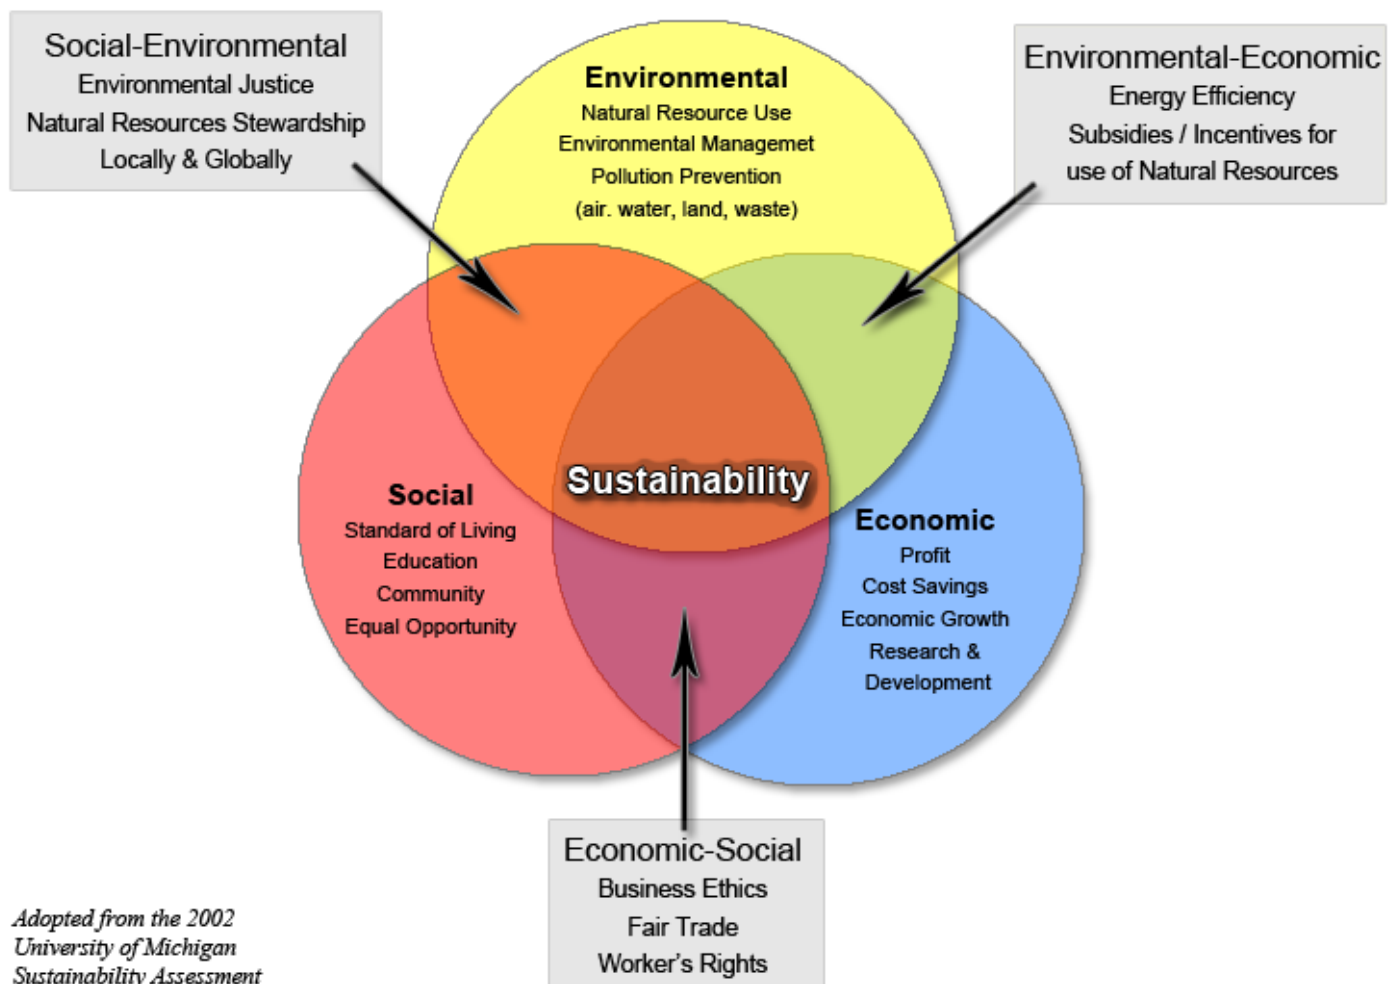 Social-Environmental
Environmental Justice
Natural Resources Stewardship
Locally & Globally
Environmental
Natural Resource Use
Environmental Managemet
Pollution Prevention
(air. water, land, waste)
Environmental-Economic
Energy Efficiency
Subsidies / Incentives for
use of Natural Resources
Sustainability
Social
Standard of Living
Education
Community
Equal Opportunity
Economic
Profit
Cost Savings
Economic Growth
Research &
Development
Economic-Social
Business Ethics
Fair Trade
Worker's Rights
Adopted from the 2002
University of Michigan
Sustainability Assessment